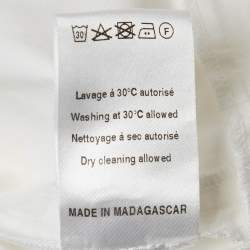 30
F
Lavage à 30°C autorisé
Washing at 30°C allowed
Nettoyage à sec autorisé
Dry cleaning allowed
MADE IN MADAGASCAR